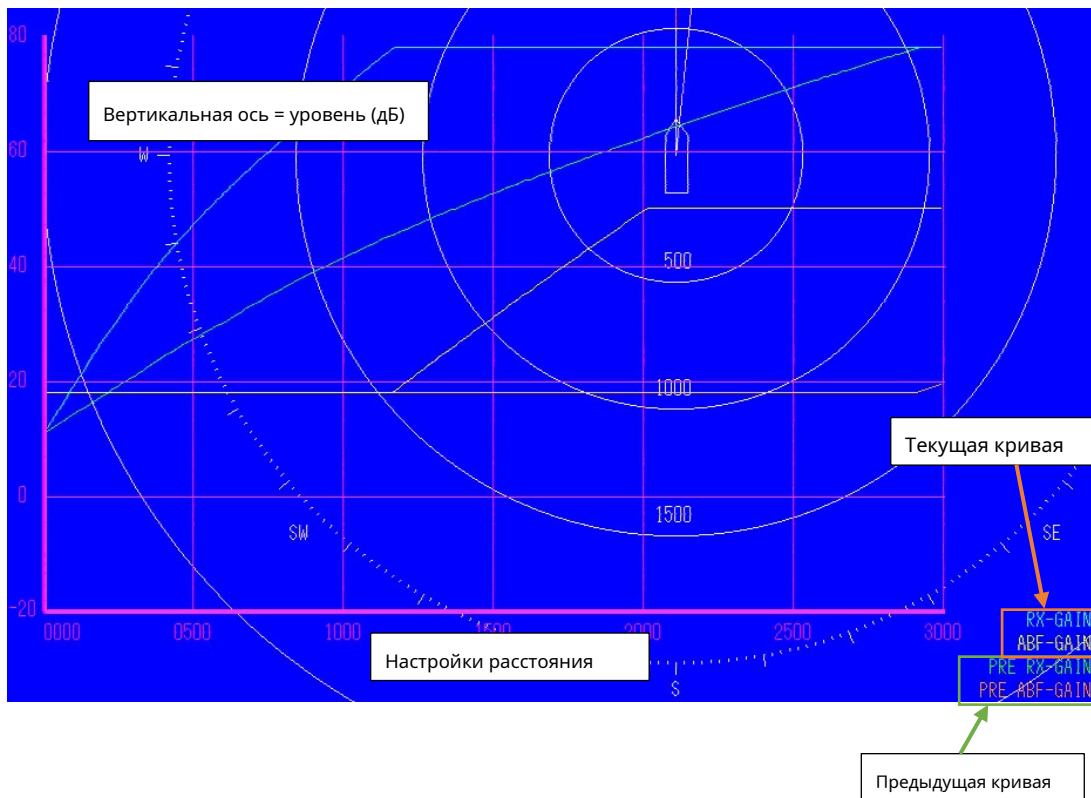 80
Вертикальная ось = уровень (дБ)
60
W
40
500
20
1000
Текущая кривая
0
1500
SW
SE
-20
0000 0500 1000 1500 2000 2500 3000
RX-GAIN
ABF-GAIN
Настройки расстояния
PRE RX-GAIN
S
PRE ABF-GAIN
Предыдущая кривая